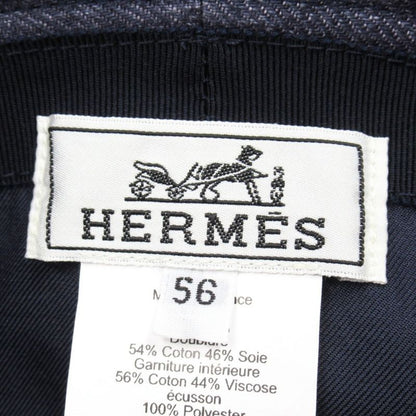 HERMÈS
56
Doublure
54% Coton 46% Soie
Garniture intérieure
56% Coton 44% Viscose
écusson
100% Polyester